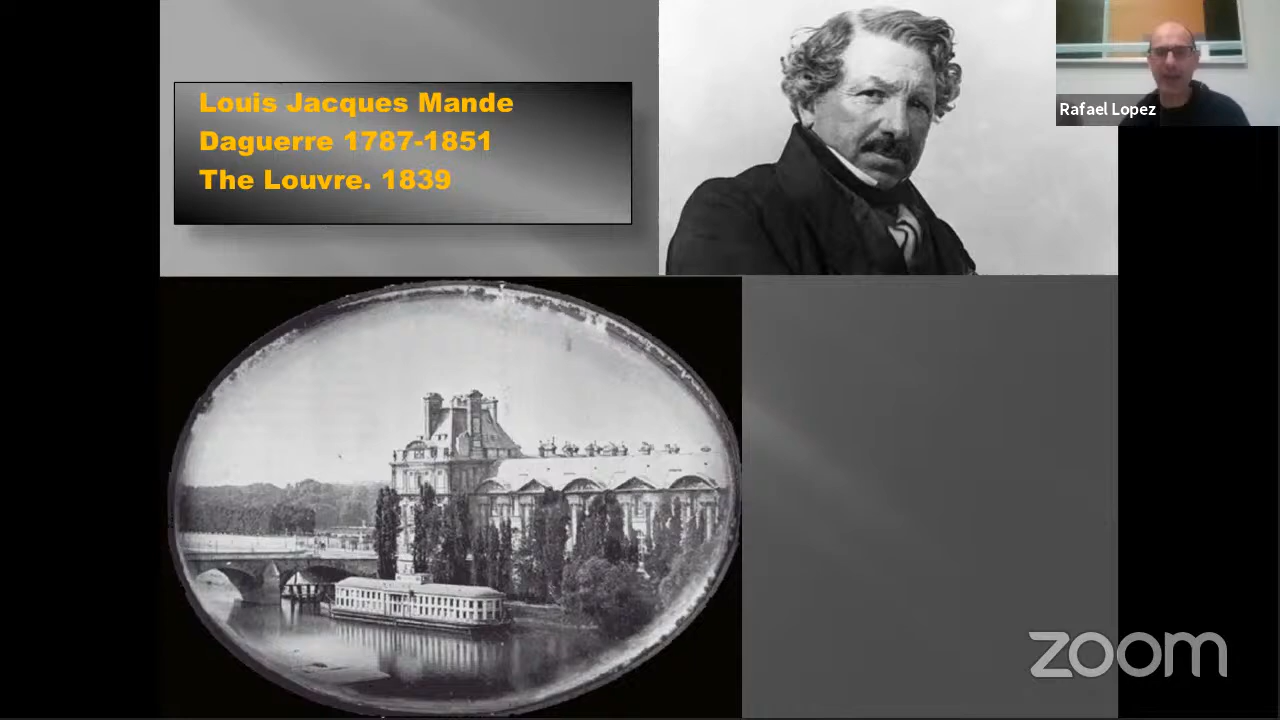 Louis Jacques Mande
Daguerre 1787-1851
The Louvre. 1839
Rafael Lopez
zoom